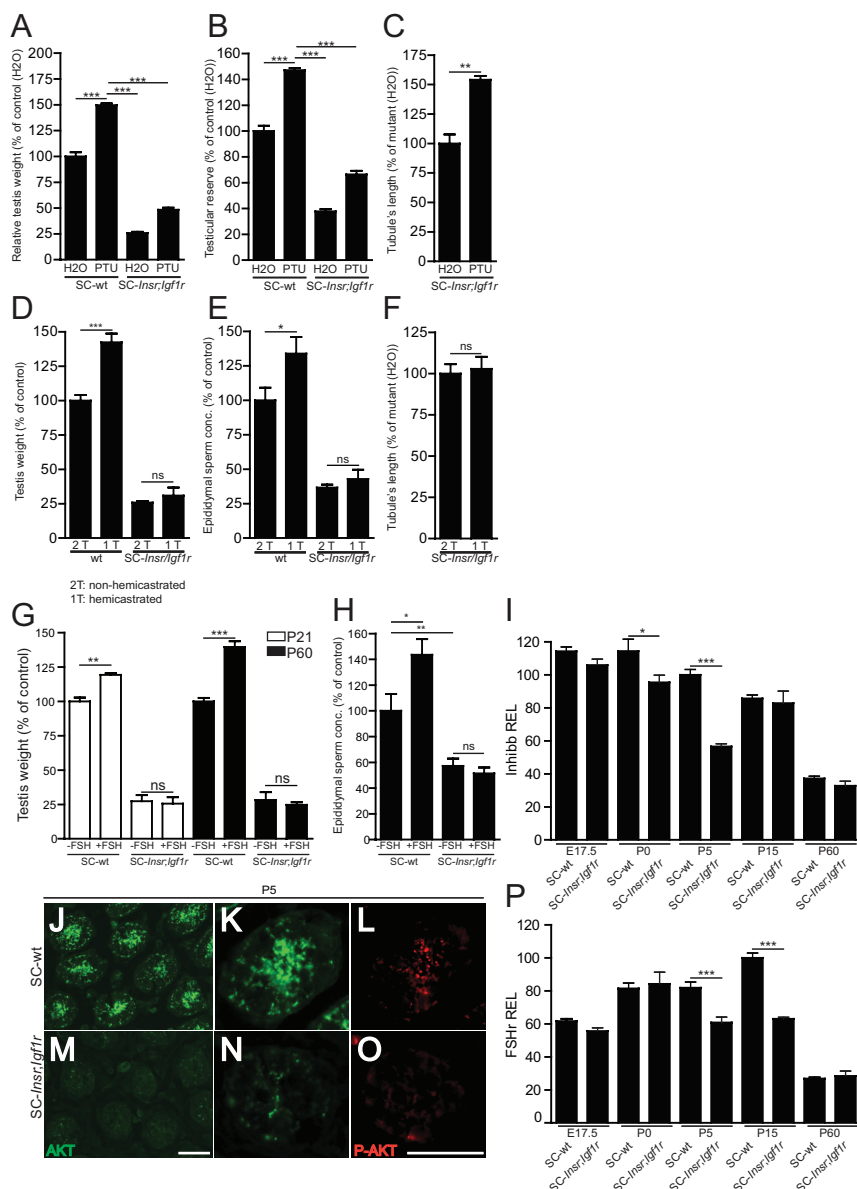 A
Relative testis weight (% of control (H2O))
200
175
150
125
100
75
50
25
0
***
***
***
H2O PTU H2O PTU
SC-wt SC-Insr;Igf1r
B
Testicular reserve (% of control (H2O))
160
140
120
100
80
60
40
20
0
***
***
***
H2O PTU H2O PTU
SC-wt SC-Insr;Igf1r
C
Tubule's length (% of mutant (H2O))
175
150
125
100
75
50
25
0
**
H2O PTU
SC-Insr;Igf1r
D
Testis weight (% of control)
150
125
100
75
50
25
0
***
ns
2 T 1 T 2 T 1 T
wt SC-Insr/Igf1r
2T: non-hemicastrated
1T: hemicastrated
E
Epididymal sperm conc. (% of control)
150
125
100
75
50
25
0
*
ns
2 T 1 T 2 T 1 T
wt SC-Insr/Igf1r
F
Tubule's length (% of mutant (H2O))
125
100
75
50
25
0
ns
2 T 1 T
SC-Insr/Igf1r
G
Testis weight (% of control)
150
125
100
75
50
25
0
P21
P60
**
ns
***
ns
-FSH +FSH -FSH +FSH -FSH +FSH -FSH +FSH
SC-wt SC-Insr;Igf1r SC-wt SC-Insr;Igf1r
H
Epididymal sperm conc. (% of control)
160
140
120
100
80
60
40
20
0
*
**
ns
-FSH +FSH -FSH +FSH
SC-wt SC-Insr;Igf1r
I
Inhibb REL
120
100
80
60
40
20
0
*
***
E17.5 P0 P5 P15 P60
SC-wt SC-Insr;Igf1r SC-wt SC-Insr;Igf1r SC-wt SC-Insr;Igf1r SC-wt SC-Insr;Igf1r SC-wt SC-Insr;Igf1r
P5
SC-wt
J K L
SC-Insr;Igf1r
M N O
AKT
P-AKT
P
FSHr REL
120
100
80
60
40
20
0
***
***
E17.5 P0 P5 P15 P60
SC-wt SC-Insr;Igf1r SC-wt SC-Insr;Igf1r SC-wt SC-Insr;Igf1r SC-wt SC-Insr;Igf1r SC-wt SC-Insr;Igf1r